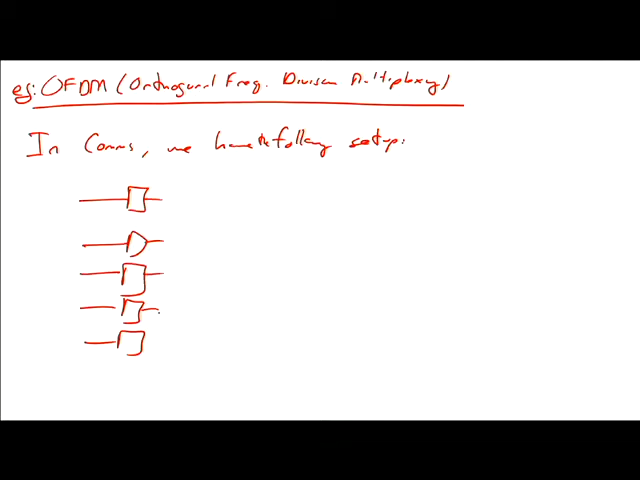 eg: OFDM (Orthogonal Freq. Division Multiplexing)
In Comms, we have the following setup: